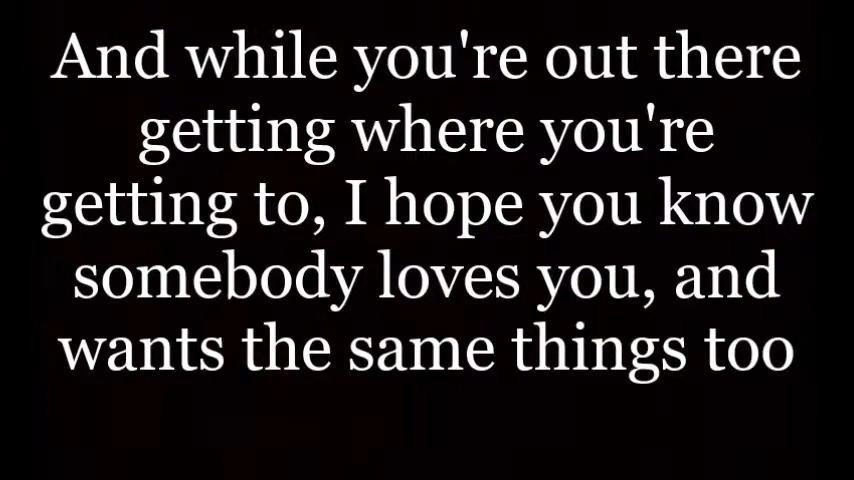 And while you're out there
getting where you're
getting to, I hope you know
somebody loves you, and
wants the same things too